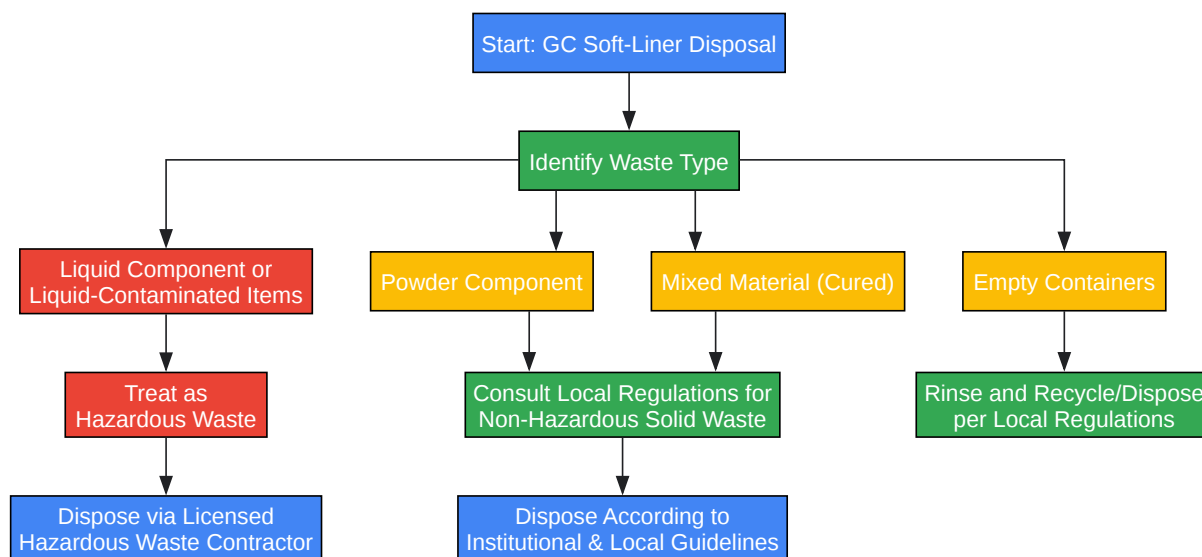 Start: GC Soft-Liner Disposal
Identify Waste Type
Liquid Component or
Liquid-Contaminated Items
Powder Component
Mixed Material (Cured)
Empty Containers
Treat as
Hazardous Waste
Consult Local Regulations for
Non-Hazardous Solid Waste
Rinse and Recycle/Dispose
per Local Regulations
Dispose via Licensed
Hazardous Waste Contractor
Dispose According to
Institutional & Local Guidelines